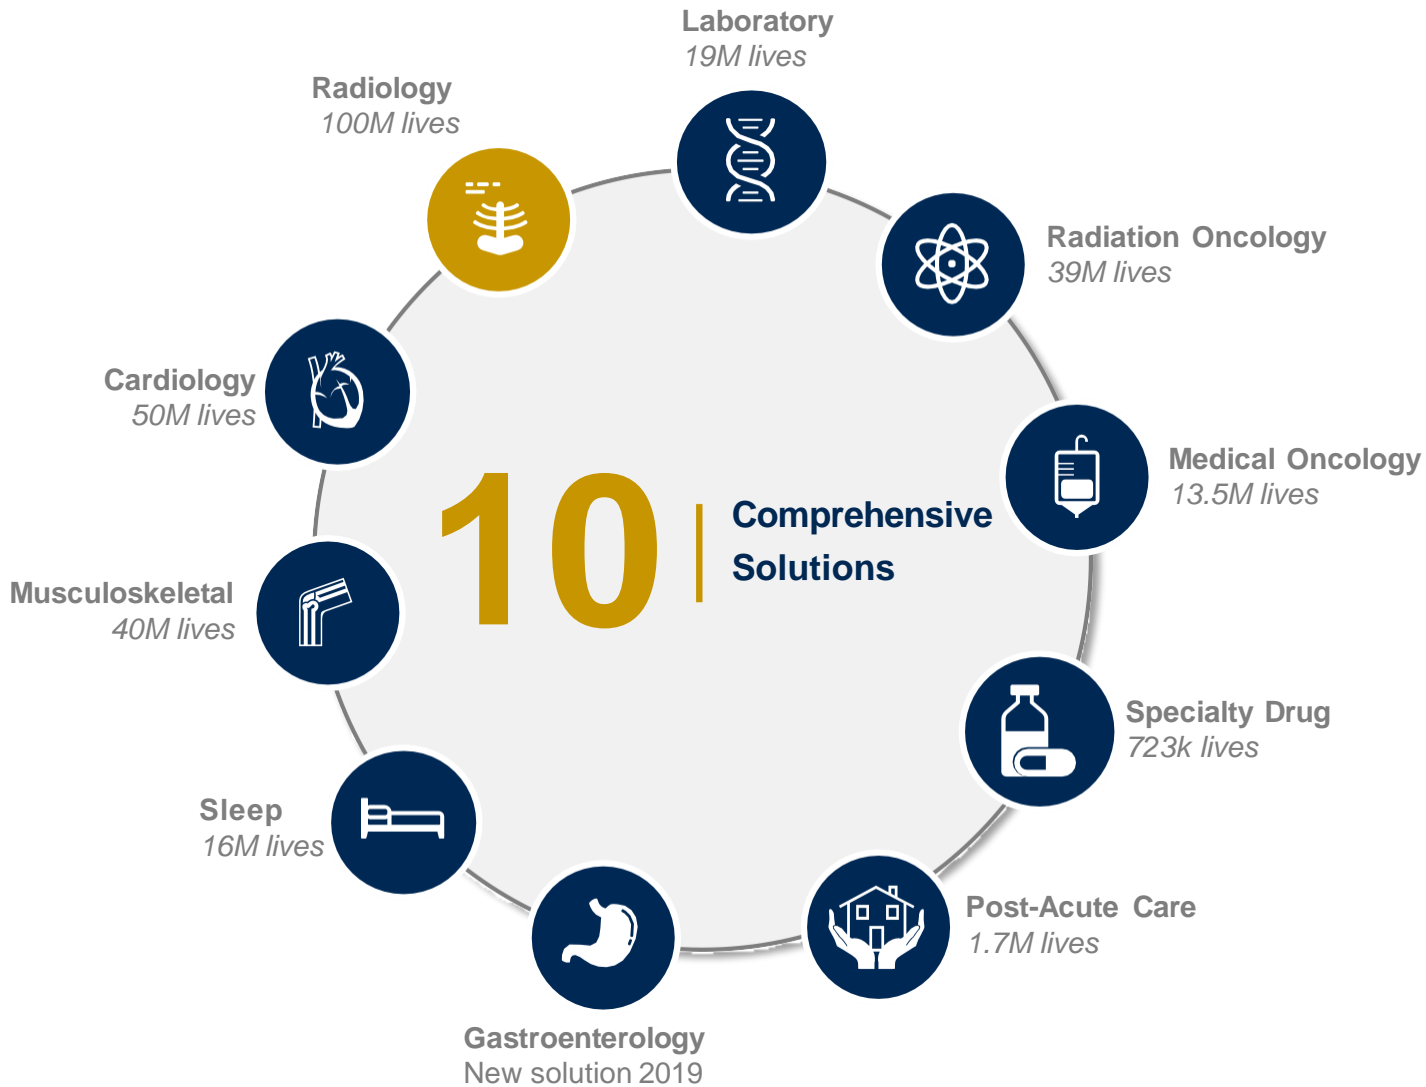 Laboratory
19M lives
Radiology
100M lives
Radiation Oncology
39M lives
Cardiology
50M lives
Medical Oncology
13.5M lives
10
Comprehensive
Solutions
Musculoskeletal
40M lives
Specialty Drug
723k lives
Sleep
16M lives
Post-Acute Care
1.7M lives
Gastroenterology
New solution 2019